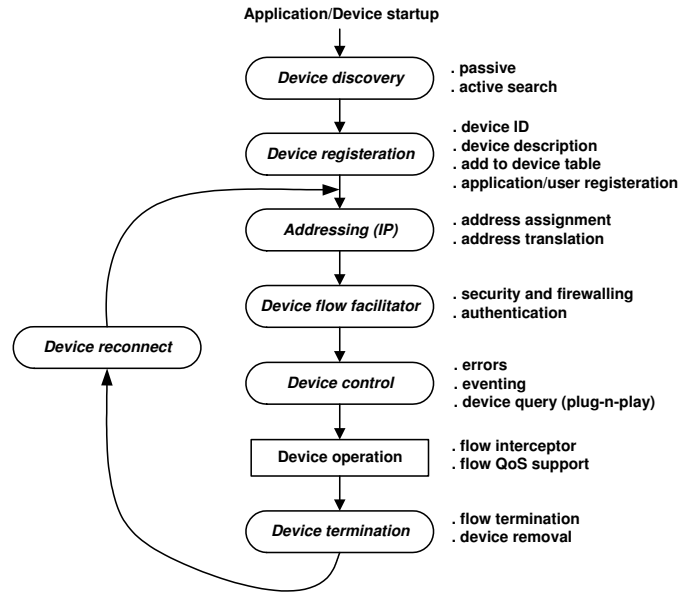 Application/Device startup
Device discovery
. passive
. active search
Device registeration
. device ID
. device description
. add to device table
. application/user registeration
Addressing (IP)
. address assignment
. address translation
Device flow facilitator
. security and firewalling
. authentication
Device reconnect
Device control
. errors
. eventing
. device query (plug-n-play)
Device operation
. flow interceptor
. flow QoS support
Device termination
. flow termination
. device removal